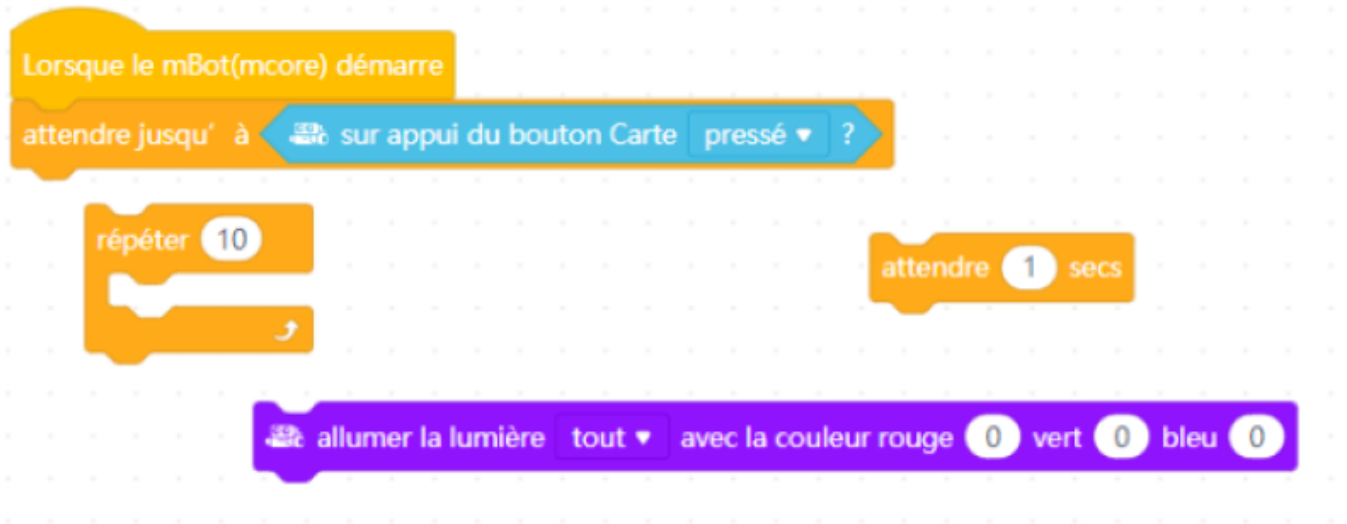 Lorsque le mBot(mcore) démarre
attendre jusqu’ à sur appui du bouton Carte pressé ?
répéter 10
attendre 1 secs
allumer la lumière tout avec la couleur rouge 0 vert 0 bleu 0